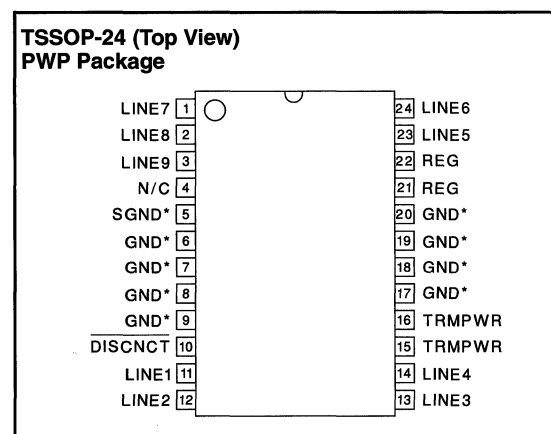 TSSOP-24 (Top View)
PWP Package
LINE7 1 24 LINE6
LINE8 2 23 LINE5
LINE9 3 22 REG
N/C 4 21 REG
SGND* 5 20 GND*
GND* 6 19 GND*
GND* 7 18 GND*
GND* 8 17 GND*
GND* 9 16 TRMPWR
DISCNCT 10 15 TRMPWR
LINE1 11 14 LINE4
LINE2 12 13 LINE3